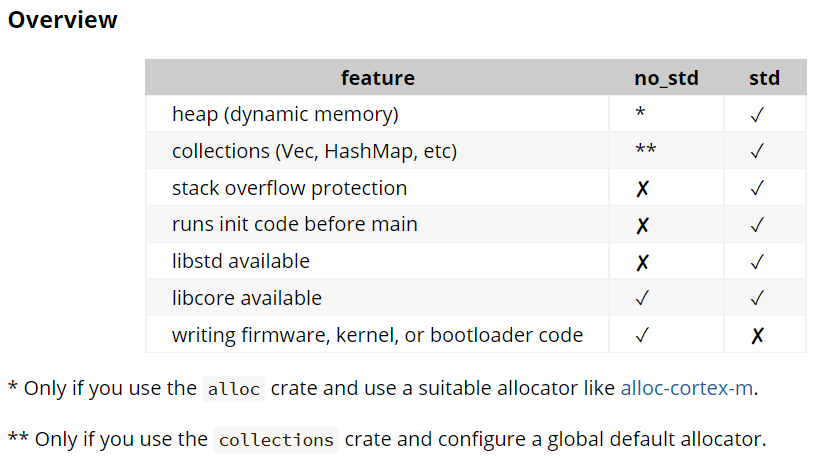 Overview
feature no_std std
heap (dynamic memory) * ✓
collections (Vec, HashMap, etc) ** ✓
stack overflow protection ✗ ✓
runs init code before main ✗ ✓
libstd available ✗ ✓
libcore available ✓ ✓
writing firmware, kernel, or bootloader code ✓ ✗
* Only if you use the alloc crate and use a suitable allocator like alloc-cortex-m.
** Only if you use the collections crate and configure a global default allocator.